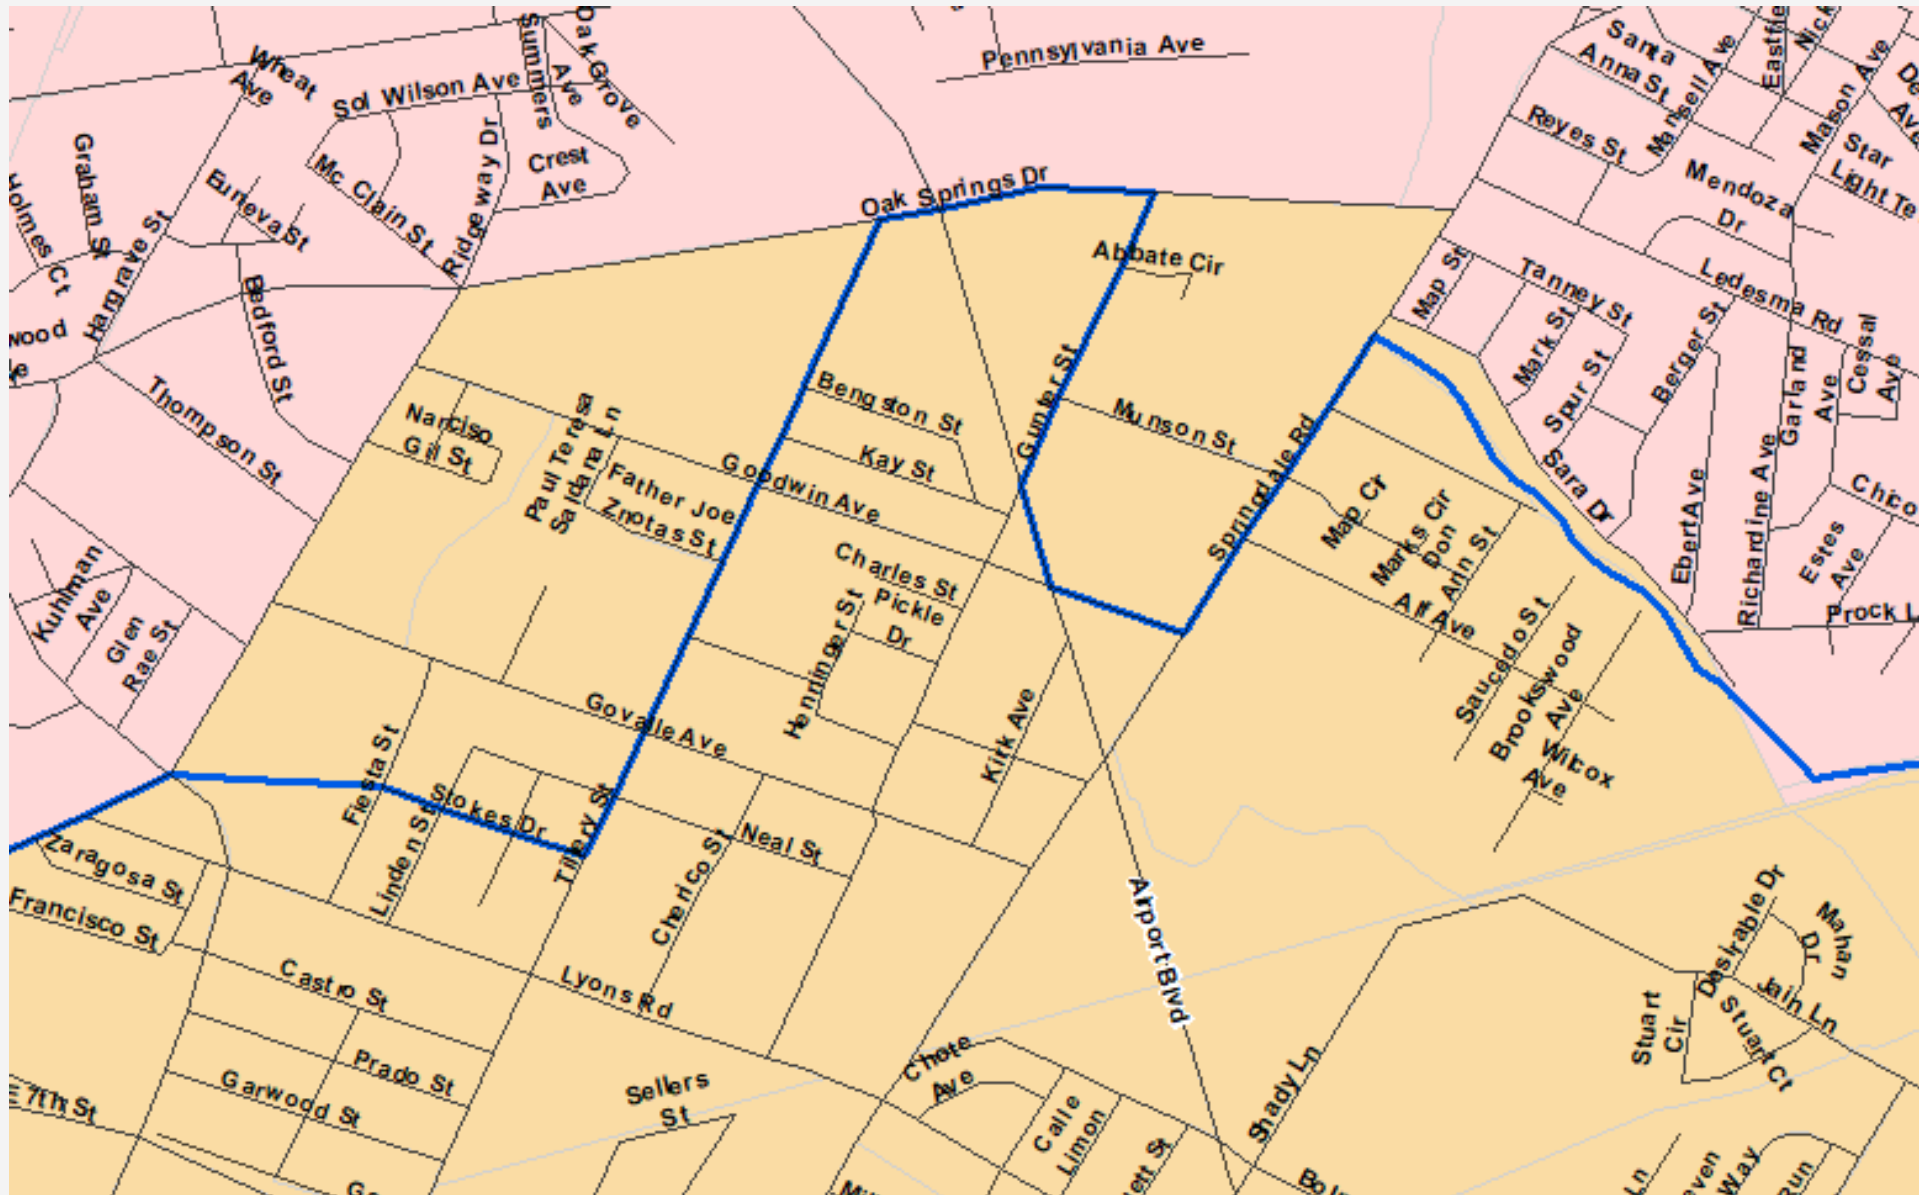 Pennsylvania Ave
Wheat
Ave
Sol Wilson Ave
Summers
Ave
Oak Grove
Crest
Ave
Ridgeway Dr
Mc Clain St
Graham St
Holmes Ct
Euneva St
Hargrave St
Bedford St
wood
Thompson St
Oak Springs Dr
Abbate Cir
Santa
Anna St
Mansell Ave
Mason Ave
Reyes St
Star
Light Te
Mendoza
Dr
Ledesma Rd
Map St
Tanney St
Mark St
Spur St
Berger St
Garland
Ave
Cessal
Ave
Sara Dr
Ebert Ave
Richardine Ave
Chico
Estes
Ave
Prock L
Narciso
Gill St
Paul Teresa
Saldana Ln
Father Joe
Znotas St
Bengston St
Kay St
Goodwin Ave
Gunter St
Munson St
Springdale Rd
Map Cir
Marks Cir
Don
Ann St
Alf Ave
Saucedo St
Brookswood
Ave
Wilcox
Ave
Kuhlman
Ave
Glen
Rae St
Charles St
Pickle
Dr
Henninger St
Kirk Ave
Govalle Ave
Fiesta St
Linden St
Stokes Dr
Tillery St
Cherico St
Neal St
Zaragosa St
Francisco St
Castro St
Lyons Rd
Prado St
Garwood St
E 7Th St
Sellers
St
Airport Blvd
Chote
Ave
Calle
Limon
ett St
Shady Ln
Desirable Dr
Mahan
Dr
Jain Ln
Stuart
Cir
Stuart Ct
Ln
Way
Run